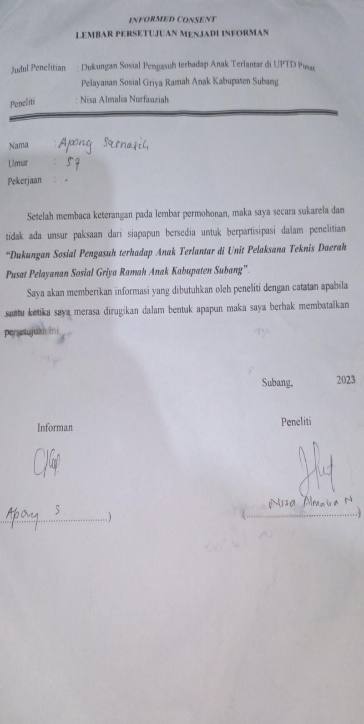 INFORMED CONSENT
LEMBAR PERSETUJUAN MENJADI INFORMAN
Judul Penelitian : Dukungan Sosial Pengasuh terhadap Anak Terlantar di UPTD Pusat
Pelayanan Sosial Griya Ramah Anak Kabupaten Subang
Peneliti : Nisa Almalia Nurfauziah
Nama : Apang
Umur : 57
Pekerjaan : -
Setelah membaca keterangan pada lembar permohonan, maka saya secara sukarela dan
tidak ada unsur paksaan dari siapapun bersedia untuk berpartisipasi dalam penelitian
"Dukungan Sosial Pengasuh terhadap Anak Terlantar di Unit Pelaksana Teknis Daerah
Pusat Pelayanan Sosial Griya Ramah Anak Kabupaten Subang".
Saya akan memberikan informasi yang dibutuhkan oleh peneliti dengan catatan apabila
suatu ketika saya merasa dirugikan dalam bentuk apapun maka saya berhak membatalkan
persetujuan ini.
Subang, 2023
Informan Peneliti
Apang S Nisa Almalia N